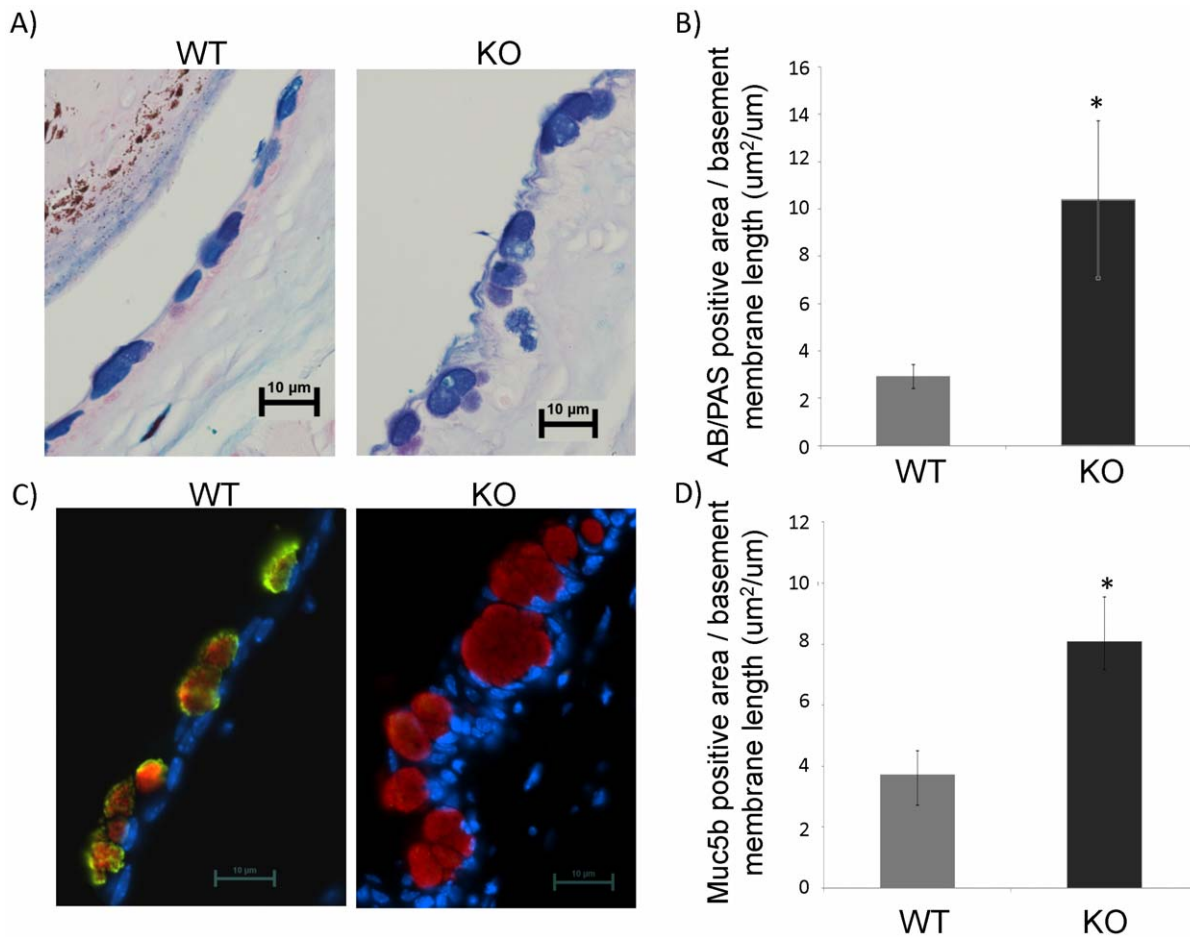 A)
WT
KO
10 µm
10 µm
B)
AB/PAS positive area / basement
membrane length (um²/um)
16
14
12
10
8
6
4
2
0
*
WT
KO
C)
WT
KO
10 µm
10 µm
D)
Muc5b positive area / basement
membrane length (um²/um)
12
10
8
6
4
2
0
*
WT
KO